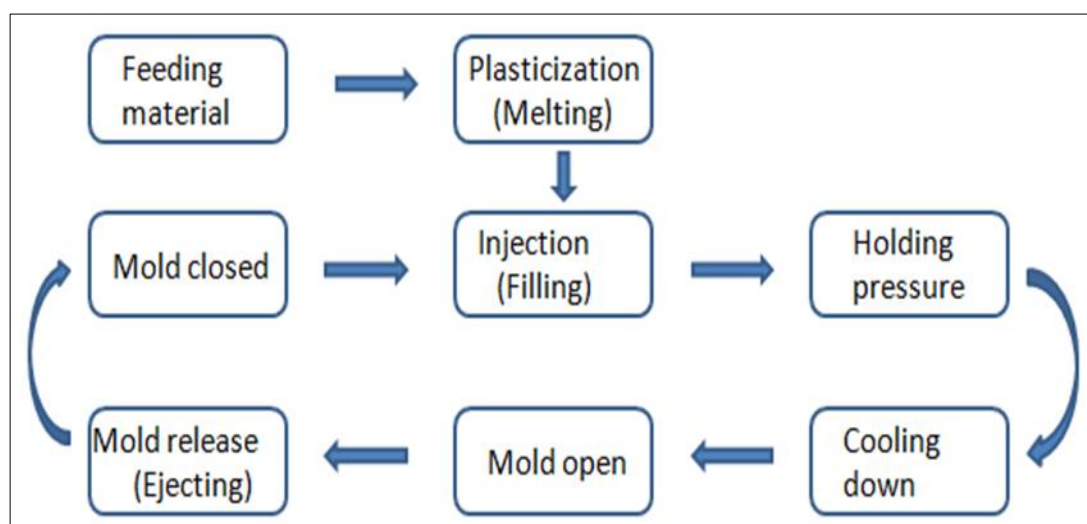 Feeding
material
Plasticization
(Melting)
Mold closed
Injection
(Filling)
Holding
pressure
Mold release
(Ejecting)
Mold open
Cooling
down